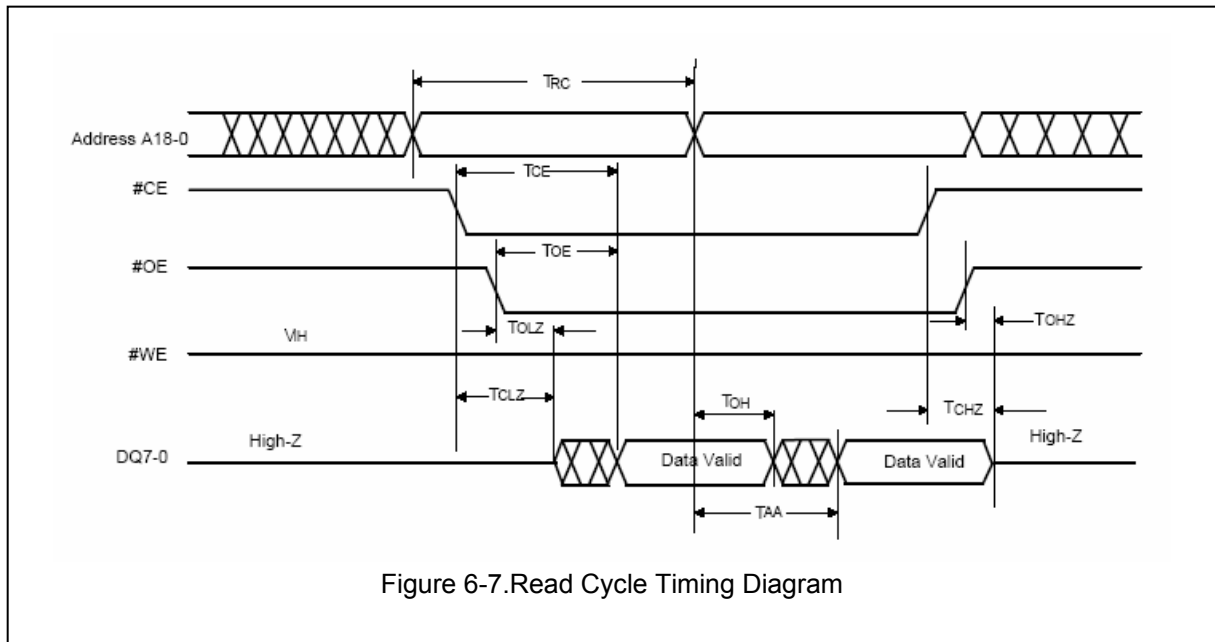 TRC
Address A18-0
TCE
#CE
TOE
#OE
TOLZ
TOHZ
VIH
#WE
TCLZ
TOH
TCHZ
High-Z
High-Z
DQ7-0
Data Valid
Data Valid
TAA
Figure 6-7.Read Cycle Timing Diagram